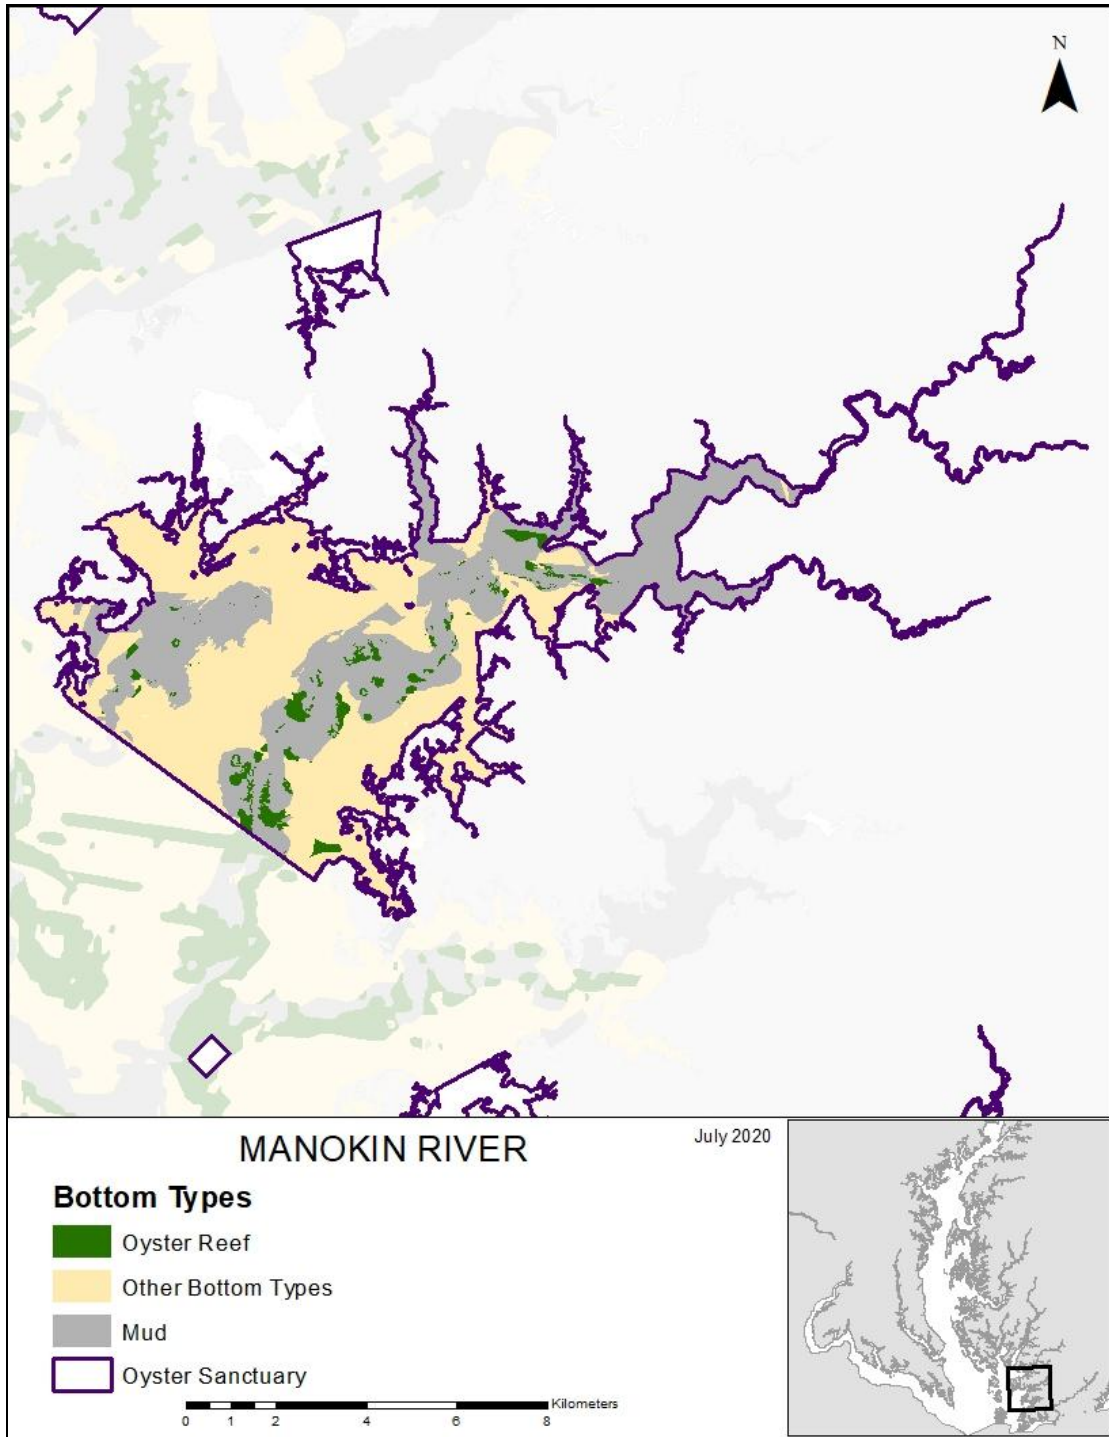 N
MANOKIN RIVER
July 2020
Bottom Types
Oyster Reef
Other Bottom Types
Mud
Oyster Sanctuary
Kilometers
0 1 2 4 6 8